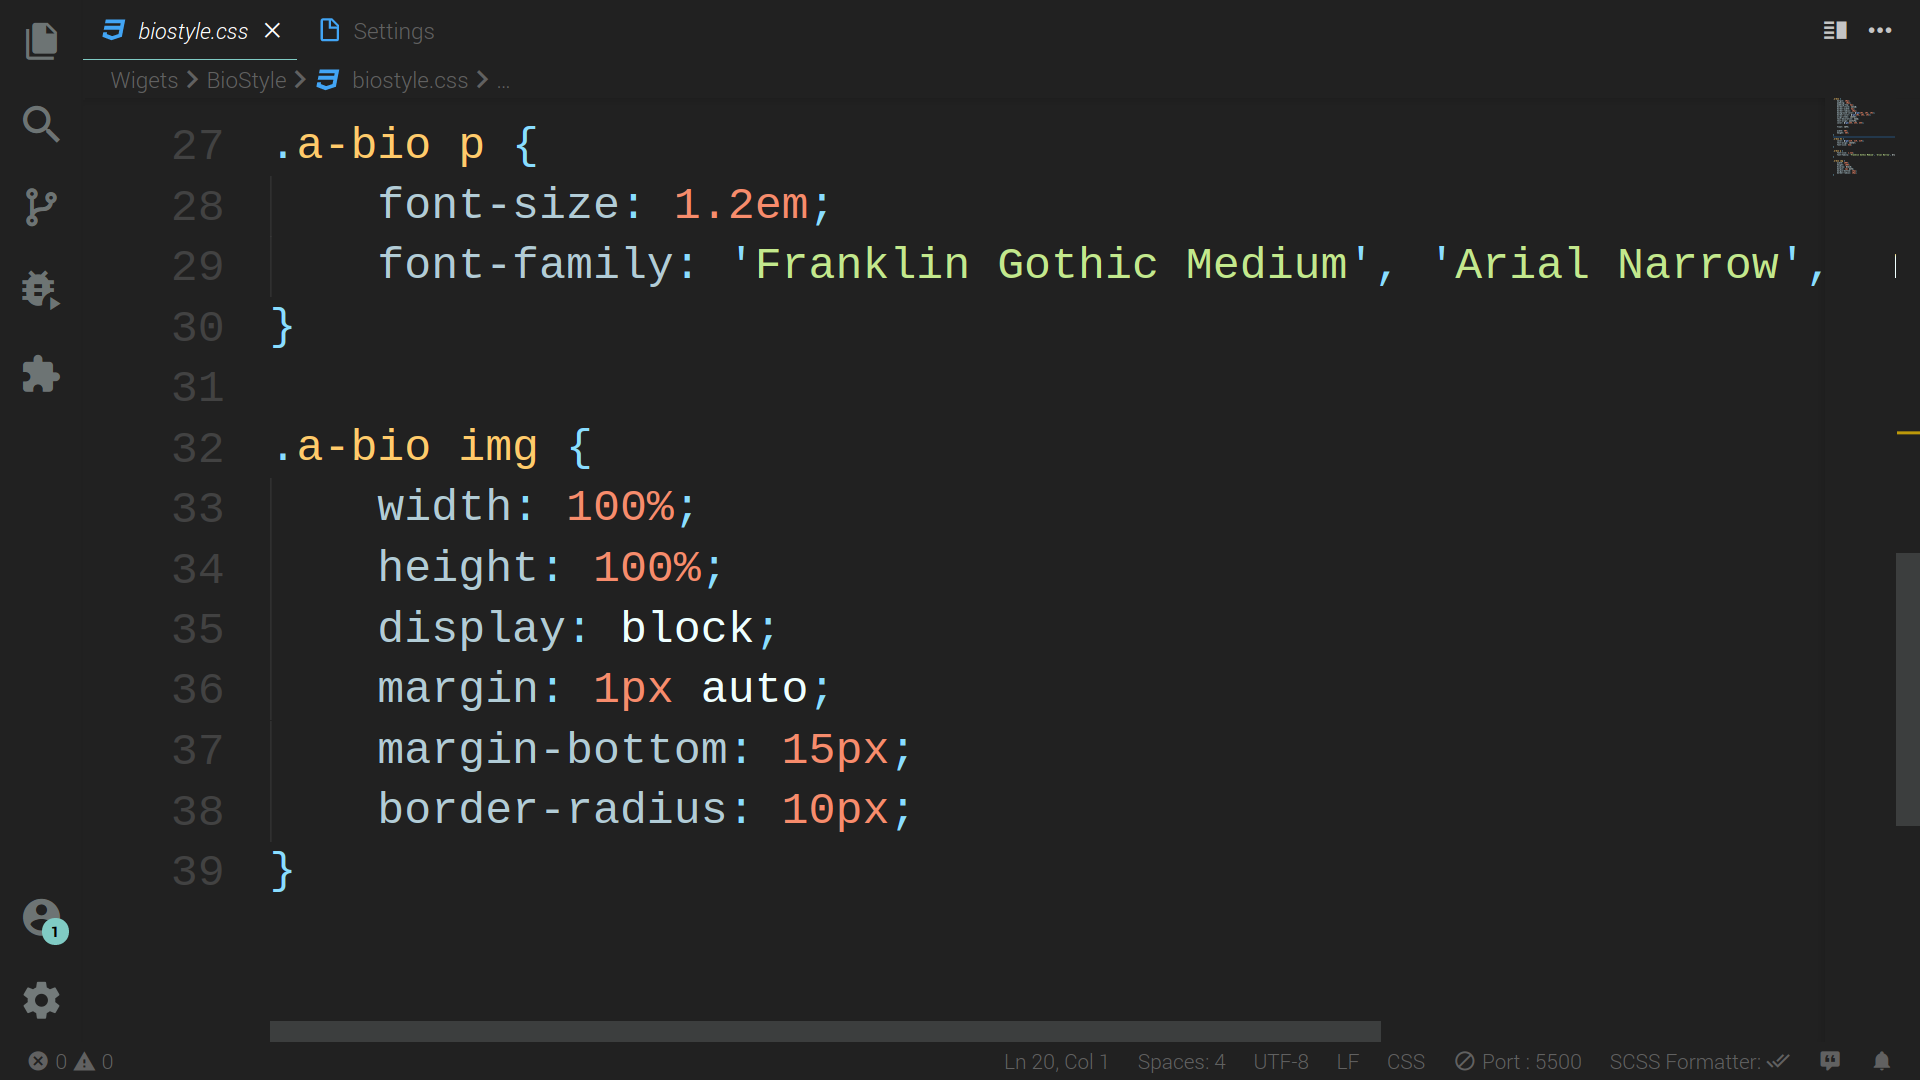 biostyle.css
Settings
Wigets > BioStyle > biostyle.css > ...
27 .a-bio p {
28     font-size: 1.2em;
29     font-family: 'Franklin Gothic Medium', 'Arial Narrow',
30 }
31
32 .a-bio img {
33     width: 100%;
34     height: 100%;
35     display: block;
36     margin: 1px auto;
37     margin-bottom: 15px;
38     border-radius: 10px;
39 }
1
0 0 Ln 20, Col 1 Spaces: 4 UTF-8 LF CSS Port : 5500 SCSS Formatter: